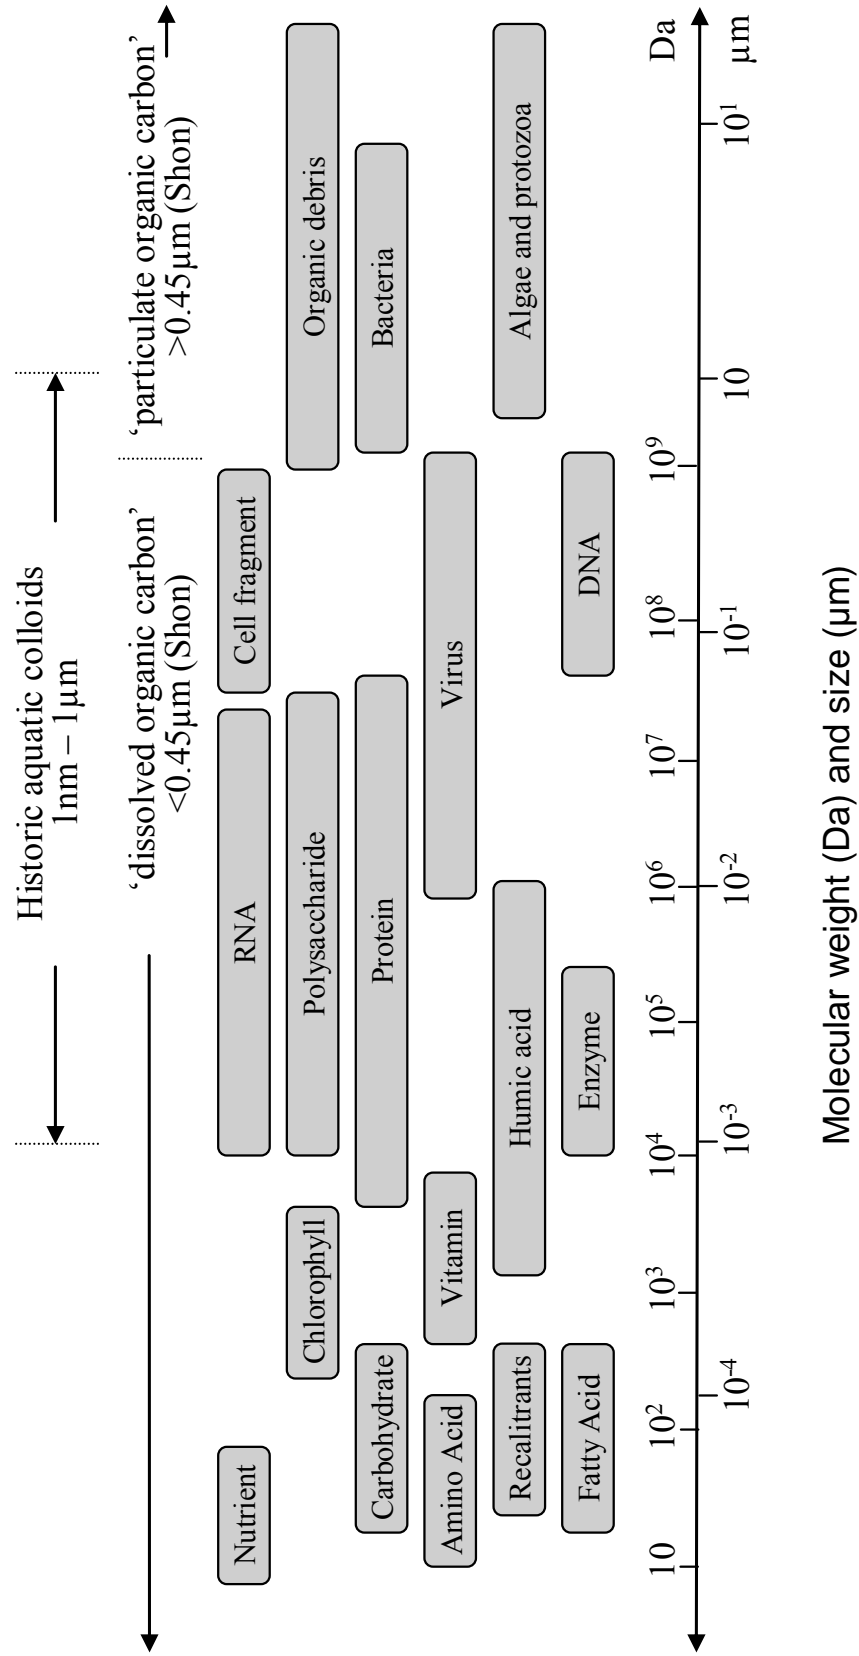 Historic aquatic colloids
1nm – 1µm
‘dissolved organic carbon’
<0.45µm (Shon)
‘particulate organic carbon’
>0.45µm (Shon)
Nutrient
RNA
Cell fragment
Chlorophyll
Polysaccharide
Organic debris
Carbohydrate
Protein
Bacteria
Amino Acid
Vitamin
Virus
Recalitrants
Humic acid
Algae and protozoa
Fatty Acid
Enzyme
DNA
10 10² 10³ 10⁴ 10⁵ 10⁶ 10⁷ 10⁸ 10⁹ Da
10⁻⁴ 10⁻³ 10⁻² 10⁻¹ 10 10¹ µm
Molecular weight (Da) and size (µm)